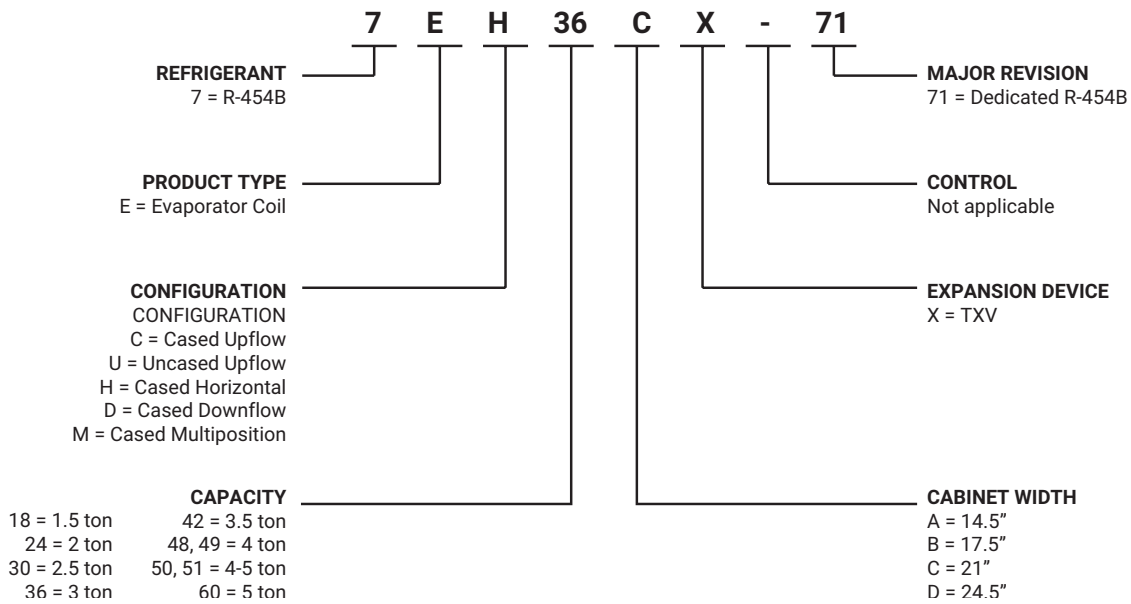 7 E H 36 C X - 71
REFRIGERANT
7 = R-454B
PRODUCT TYPE
E = Evaporator Coil
CONFIGURATION
CONFIGURATION
C = Cased Upflow
U = Uncased Upflow
H = Cased Horizontal
D = Cased Downflow
M = Cased Multiposition
CAPACITY
18 = 1.5 ton 42 = 3.5 ton
24 = 2 ton 48, 49 = 4 ton
30 = 2.5 ton 50, 51 = 4-5 ton
36 = 3 ton 60 = 5 ton
MAJOR REVISION
71 = Dedicated R-454B
CONTROL
Not applicable
EXPANSION DEVICE
X = TXV
CABINET WIDTH
A = 14.5”
B = 17.5”
C = 21”
D = 24.5”